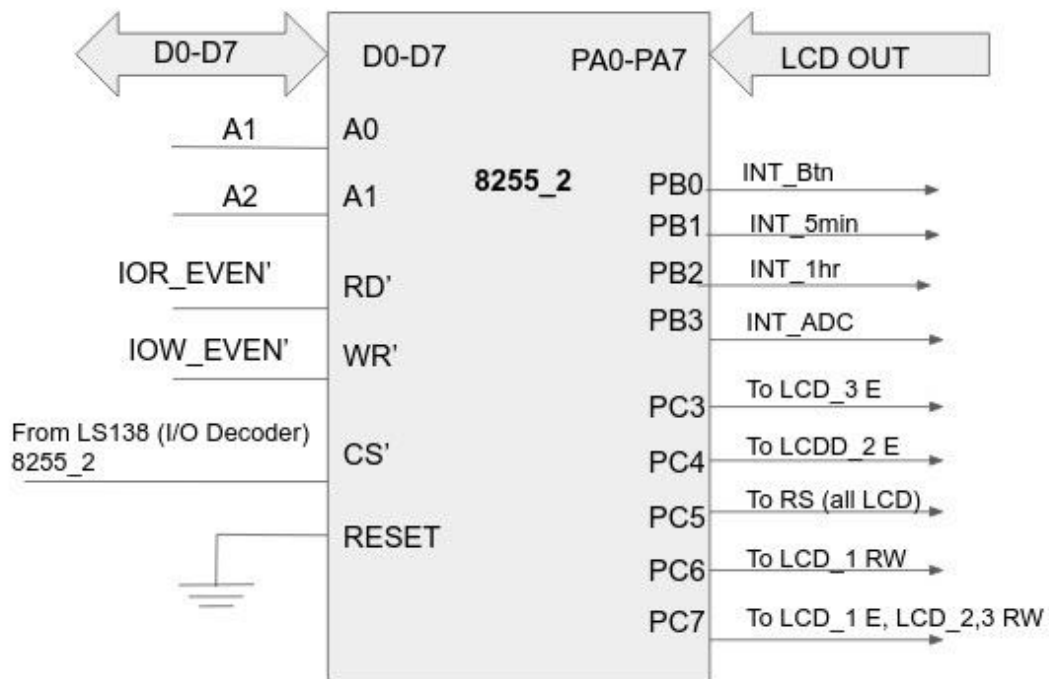 D0-D7
D0-D7
PA0-PA7
LCD OUT
A1
A0
8255_2
PB0
INT_Btn
A2
A1
PB1
INT_5min
IOR_EVEN’
RD’
PB2
INT_1hr
PB3
INT_ADC
IOW_EVEN’
WR’
PC3
To LCD_3 E
From LS138 (I/O Decoder)
8255_2
CS’
PC4
To LCDD_2 E
PC5
To RS (all LCD)
RESET
PC6
To LCD_1 RW
PC7
To LCD_1 E, LCD_2,3 RW